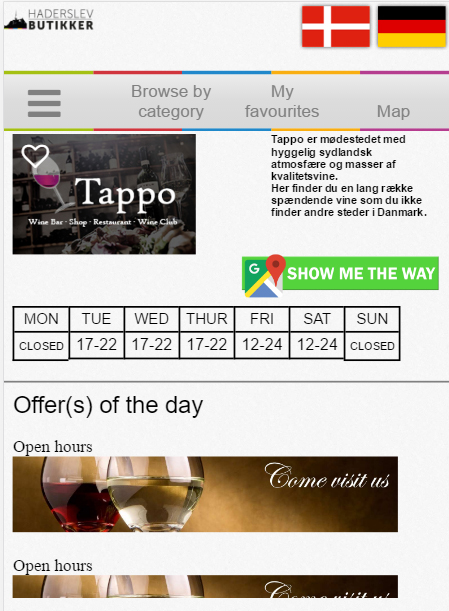 HADERSLEV
BUTIKKER
Browse by
category
My
favourites
Map
Tappo
Wine Bar · Shop · Restaurant · Wine Club
Tappo er mødestedet med
hyggelig sydlandsk
atmosfære og masser af
kvalitetsvine.
Her finder du en lang række
spændende vine som du ikke
finder andre steder i Danmark.
G
SHOW ME THE WAY
MON TUE WED THUR FRI SAT SUN
CLOSED 17-22 17-22 17-22 12-24 12-24 CLOSED
Offer(s) of the day
Open hours
Come visit us
Open hours
Come visit us